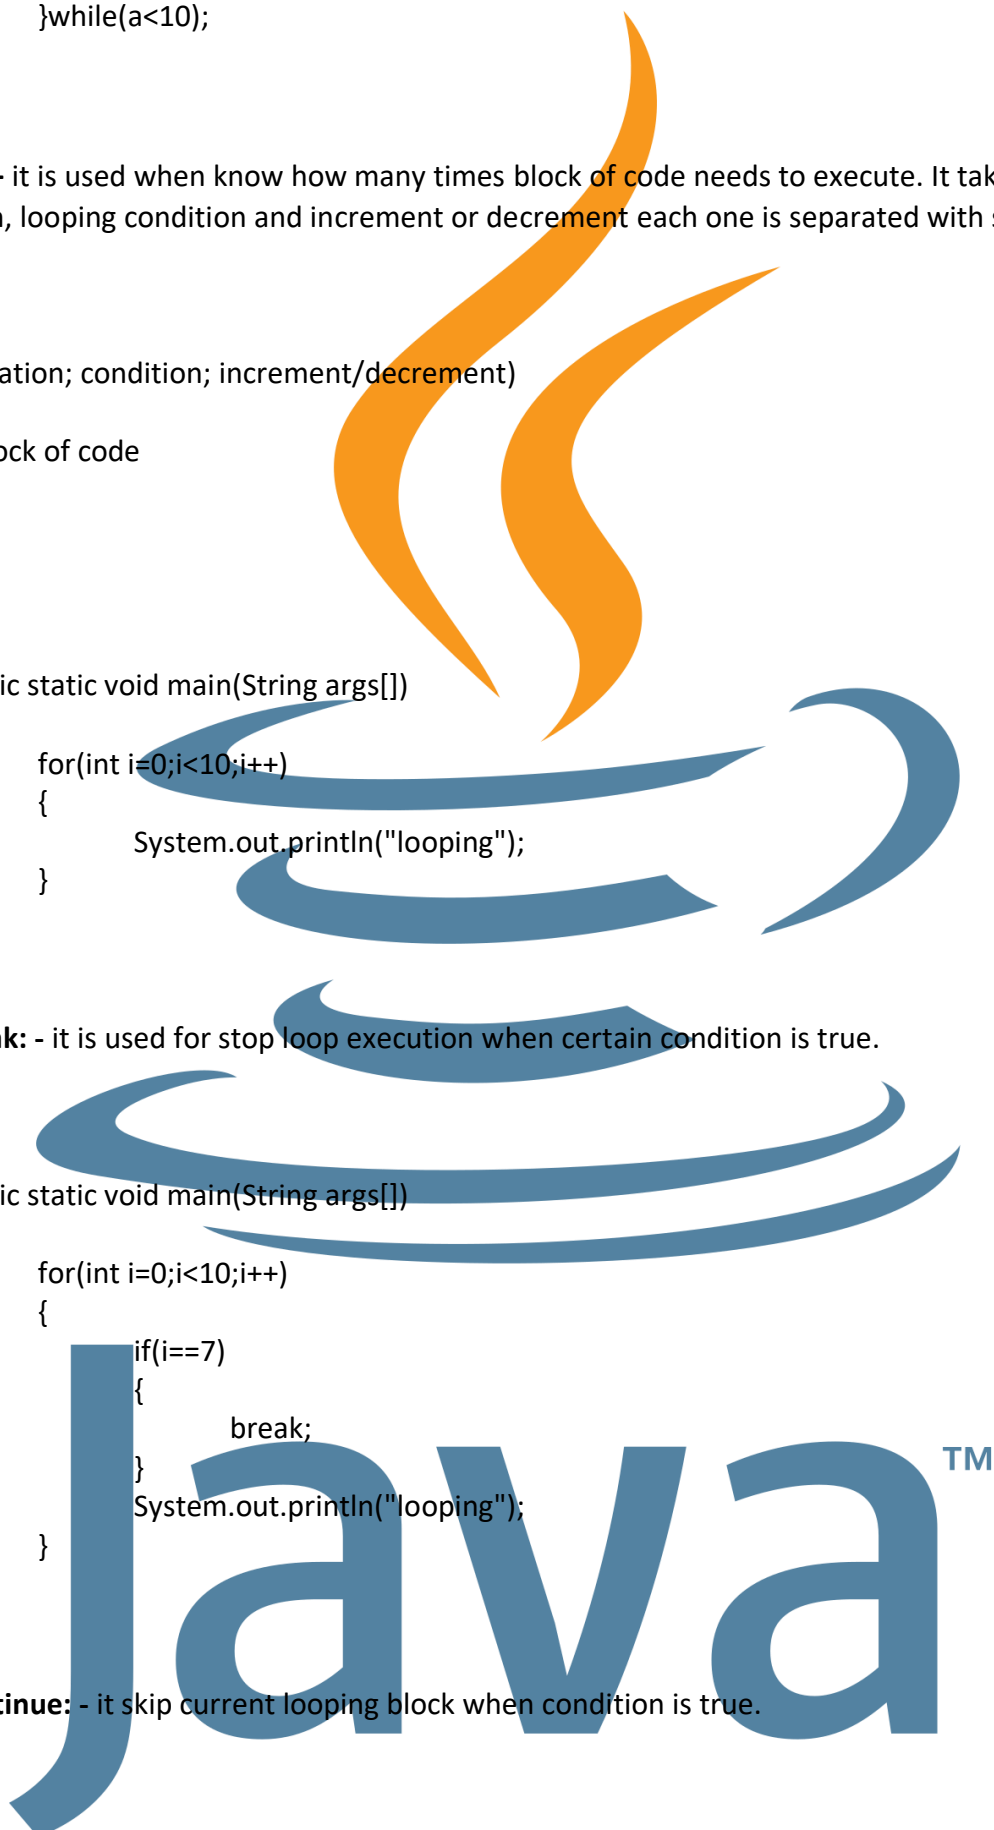 }while(a<10);
- it is used when know how many times block of code needs to execute. It tak
, looping condition and increment or decrement each one is separated with s
ation; condition; increment/decrement)
ock of code
ic static void main(String args[])
for(int i=0;i<10;i++)
{
System.out.println("looping");
}
ak: - it is used for stop loop execution when certain condition is true.
ic static void main(String args[])
for(int i=0;i<10;i++)
{
if(i==7)
{
break;
}
System.out.println("looping");
}
tinue: - it skip current looping block when condition is true.
Java™